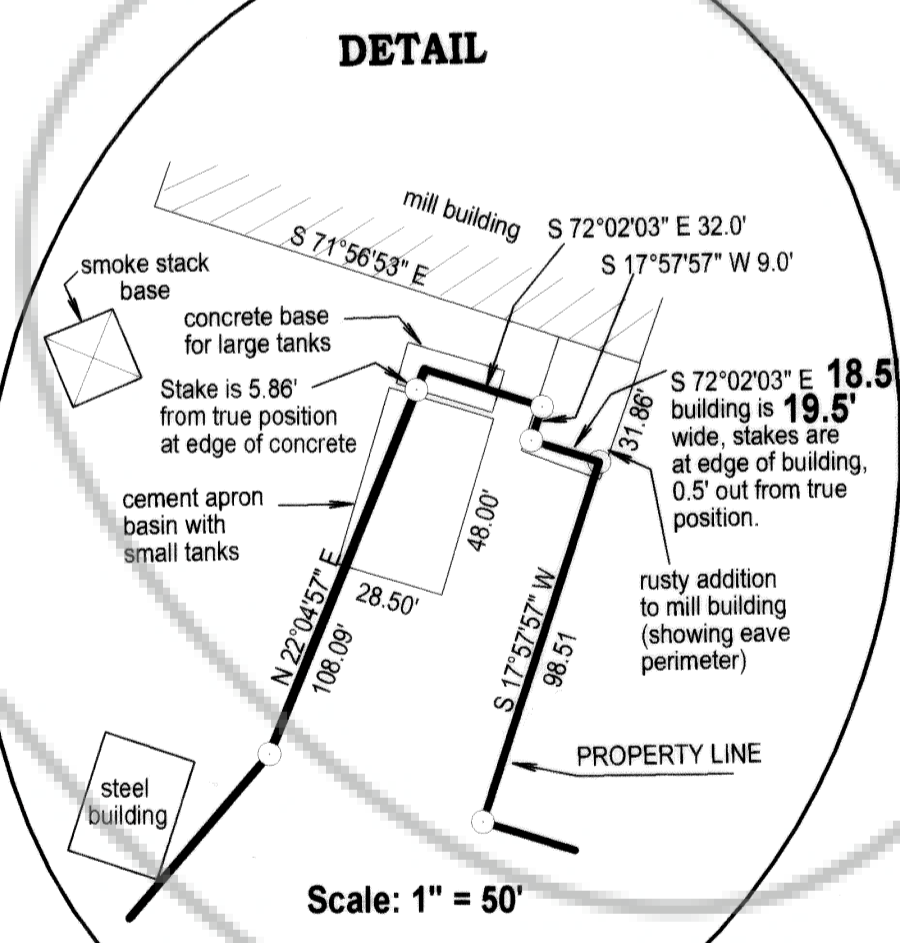 DETAIL
mill building
S 71°56'53" E
S 72°02'03" E 32.0'
S 17°57'57" W 9.0'
smoke stack
base
concrete base
for large tanks
Stake is 5.86'
from true position
at edge of concrete
S 72°02'03" E 18.5
building is 19.5'
wide, stakes are
at edge of building,
0.5' out from true
position.
31.86'
cement apron
basin with
small tanks
48.00'
28.50'
rusty addition
to mill building
(showing eave
perimeter)
N 22°04'57" E
108.09'
S 17°57'57" W
98.51
PROPERTY LINE
steel
building
Scale: 1" = 50'